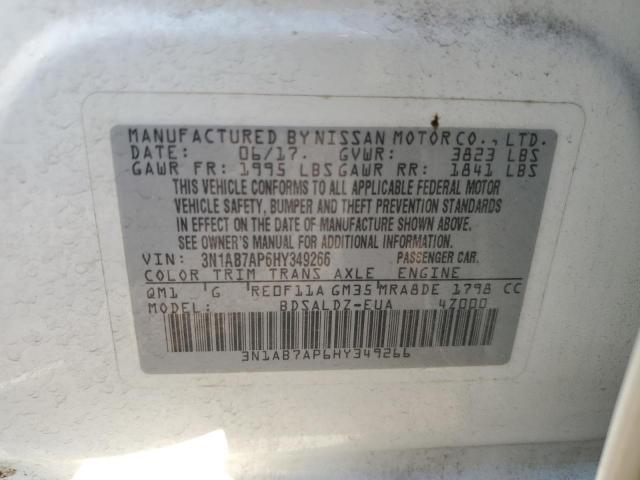 MANUFACTURED BY NISSAN MOTOR CO., LTD.
DATE: 06/17. GVWR: 3823 LBS
GAWR FR: 1995 LBS GAWR RR: 1841 LBS
THIS VEHICLE CONFORMS TO ALL APPLICABLE FEDERAL MOTOR
VEHICLE SAFETY, BUMPER AND THEFT PREVENTION STANDARDS
IN EFFECT ON THE DATE OF MANUFACTURE SHOWN ABOVE.
SEE OWNER'S MANUAL FOR ADDITIONAL INFORMATION.
VIN: 3N1AB7AP6HY349266 PASSENGER CAR.
COLOR TRIM TRANS AXLE ENGINE
QM1 G RE0F11A GM35 MRA8DE 1798 CC
MODEL: BDSALDZ-EUA 47000
3N1AB7AP6HY349266